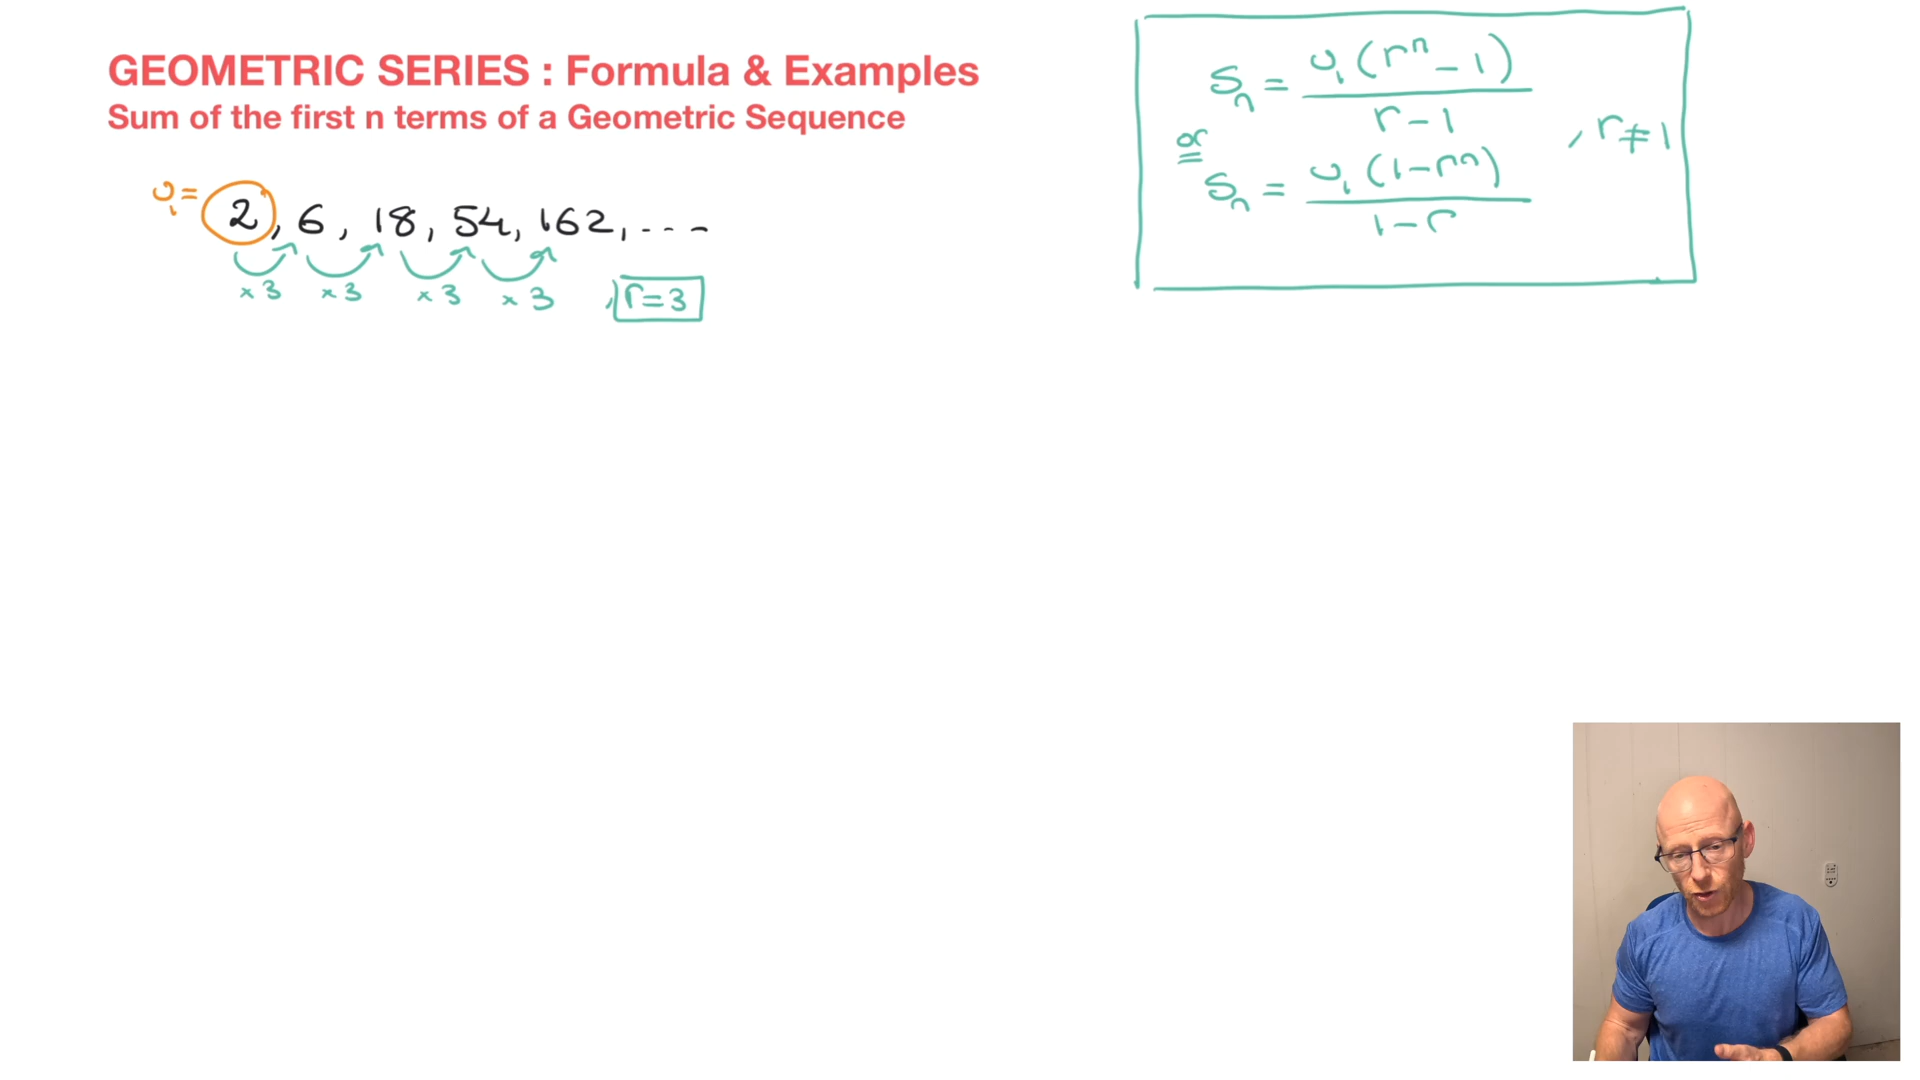 GEOMETRIC SERIES : Formula & Examples
Sum of the first n terms of a Geometric Sequence
u₁ = 2, 6, 18, 54, 162, ....
×3 ×3 ×3 ×3 , r=3
Sₙ = u₁(rⁿ - 1) / r - 1
or
Sₙ = u₁(1 - rⁿ) / 1 - r
, r≠1